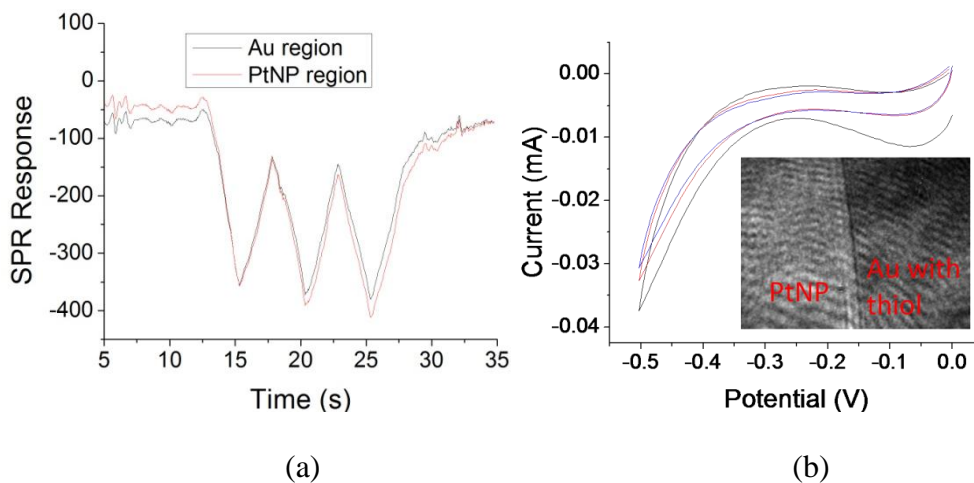 100
0
-100
-200
-300
-400
SPR Response
Au region
PtNP region
5 10 15 20 25 30 35
Time (s)
(a)
0.00
-0.01
-0.02
-0.03
-0.04
Current (mA)
PtNP
Au with
thiol
-0.5 -0.4 -0.3 -0.2 -0.1 0.0
Potential (V)
(b)